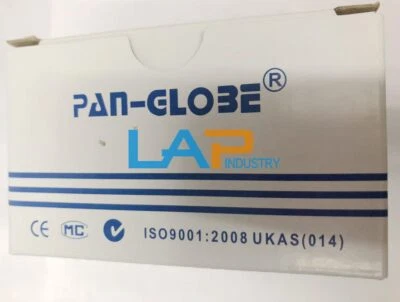 PAN-GLOBE®
LAP
INDUSTRY
CE MC ISO9001:2008 UKAS(014)